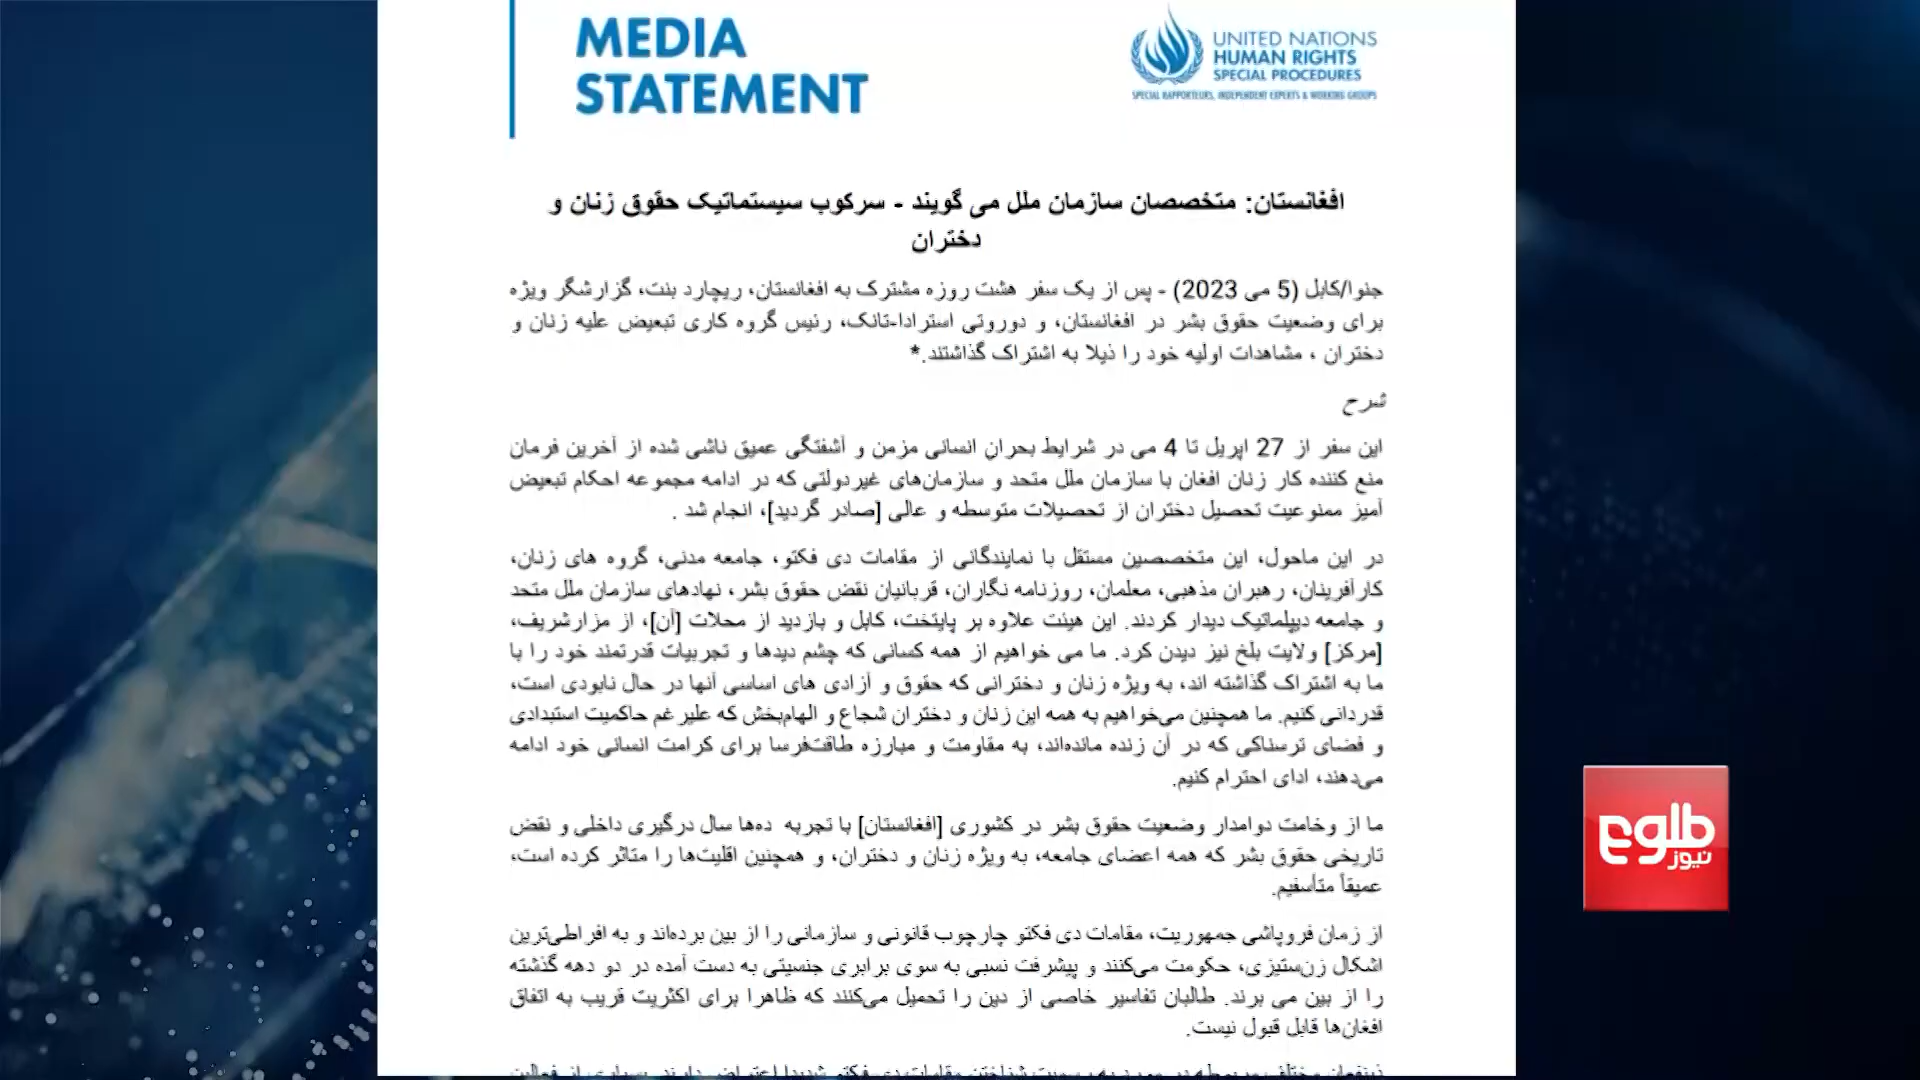 MEDIA
STATEMENT
UNITED NATIONS
HUMAN RIGHTS
SPECIAL PROCEDURES
SPECIAL RAPPORTEURS, INDEPENDENT EXPERTS & WORKING GROUPS
افغانستان: متخصصان سازمان ملل می گویند - سرکوب سیستماتیک حقوق زنان و
دختران
جنوا/کابل (5 می 2023) - پس از یک سفر هشت روزه مشترک به افغانستان، ریچارد بنت، گزارشگر ویژه
برای وضعیت حقوق بشر در افغانستان، و دوروتی استرادا-تانک، رئیس گروه کاری تبعیض علیه زنان و
دختران ، مشاهدات اولیه خود را ذیلا به اشتراک گذاشتند.*
شرح
این سفر از 27 اپریل تا 4 می در شرایط بحرانِ انسانی مزمن و آشفتگی عمیق ناشی شده از آخرین فرمان
منع کننده کار زنان افغان با سازمان ملل متحد و سازمان‌های غیردولتی که در ادامه مجموعه احکام تبعیض
آمیز ممنوعیت تحصیل دختران از تحصیلات متوسطه و عالی [صادر گردید]، انجام شد .
در این ماحول، این متخصصین مستقل با نمایندگانی از مقامات دی فکتو، جامعه مدنی، گروه های زنان،
کارآفرینان، رهبران مذهبی، معلمان، روزنامه نگاران، قربانیان نقض حقوق بشر، نهادهای سازمان ملل متحد
و جامعه دیپلماتیک دیدار کردند. این هیئت علاوه بر پایتخت، کابل و بازدید از محلات [آن]، از مزارشریف،
[مرکز] ولایت بلخ نیز دیدن کرد. ما می خواهیم از همه کسانی که چشم دیدها و تجربیات قدرتمند خود را با
ما به اشتراک گذاشته اند، به ویژه زنان و دخترانی که حقوق و آزادی های اساسی آنها در حال نابودی است،
قدردانی کنیم. ما همچنین می‌خواهیم به همه این زنان و دختران شجاع و الهام‌بخش که علیرغم حاکمیت استبدادی
و فضای ترسناکی که در آن زنده مانده‌اند، به مقاومت و مبارزه طاقت‌فرسا برای کرامت انسانی خود ادامه
می‌دهند، ادای احترام کنیم.
ما از وخامت دوامدار وضعیت حقوق بشر در کشوری [افغانستان] با تجربه ده‌ها سال درگیری داخلی و نقض
تاریخی حقوق بشر که همه اعضای جامعه، به ویژه زنان و دختران، و همچنین اقلیت‌ها را متاثر کرده است،
عمیقاً متأسفیم.
از زمان فروپاشی جمهوریت، مقامات دی فکتو چارچوب قانونی و سازمانی را از بین برده‌اند و به افراطی‌ترین
اشکال زن‌ستیزی، حکومت می‌کنند و پیشرفت نسبی به سوی برابری جنسیتی به دست آمده در دو دهه گذشته
را از بین می برند. طالبان تفاسیر خاصی از دین را تحمیل می‌کنند که ظاهرا برای اکثریت قریب به اتفاق
افغان‌ها قابل قبول نیست.
طلوع
نیوز